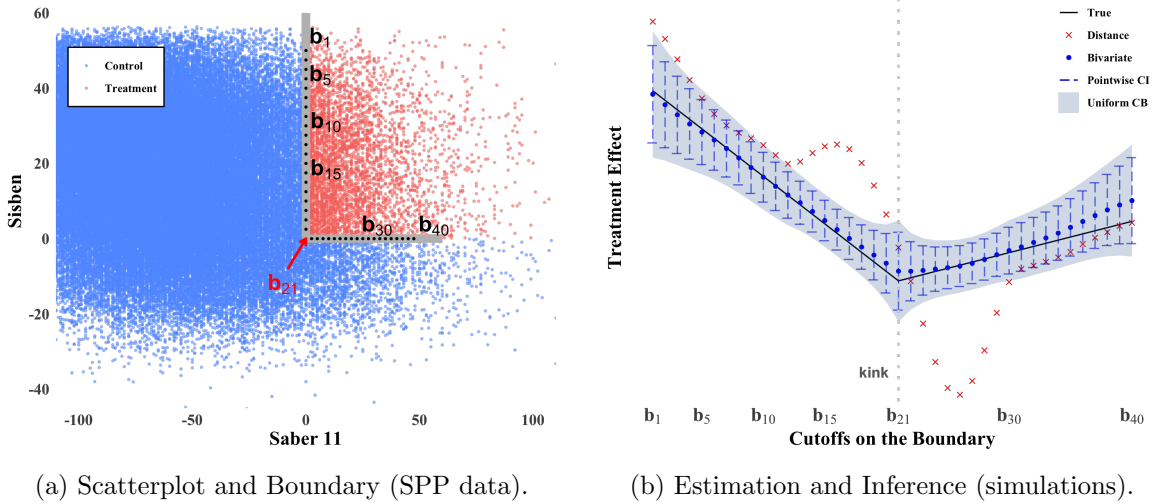 60
40
20
0
-20
-40
Sisben
Control
Treatment
b1
b5
b10
b15
b30
b40
b21
-100
-50
0
50
100
Saber 11
(a) Scatterplot and Boundary (SPP data).
Treatment Effect
True
Distance
Bivariate
Pointwise CI
Uniform CB
kink
b1
b5
b10
b15
b21
b30
b40
Cutoffs on the Boundary
(b) Estimation and Inference (simulations).